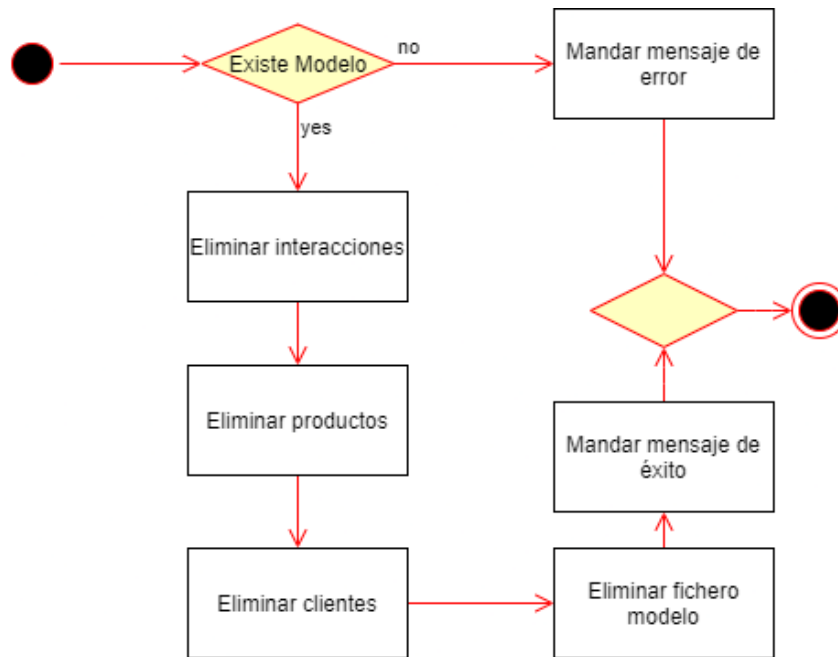 Existe Modelo
no
Mandar mensaje de
error
yes
Eliminar interacciones
Eliminar productos
Mandar mensaje de
éxito
Eliminar clientes
Eliminar fichero
modelo